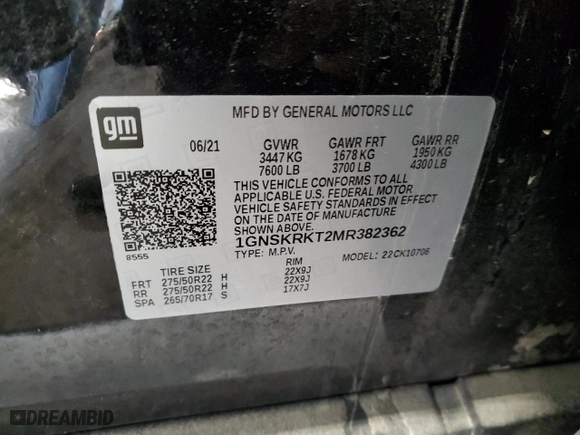 gm
MFD BY GENERAL MOTORS LLC
06/21 GVWR GAWR FRT GAWR RR
3447 KG 1678 KG 1950 KG
7600 LB 3700 LB 4300 LB
THIS VEHICLE CONFORMS TO ALL
APPLICABLE U.S. FEDERAL MOTOR
VEHICLE SAFETY STANDARDS IN EFFECT
ON THE DATE OF MANUFACTURE
SHOWN ABOVE.
1GNSKRKT2MR382362
8555 TYPE: M.P.V. MODEL: 22CK10706
TIRE SIZE RIM
FRT 275/50R22 H 22X9J
RR 275/50R22 H 22X9J
SPA 265/70R17 S 17X7J
DREAMBID